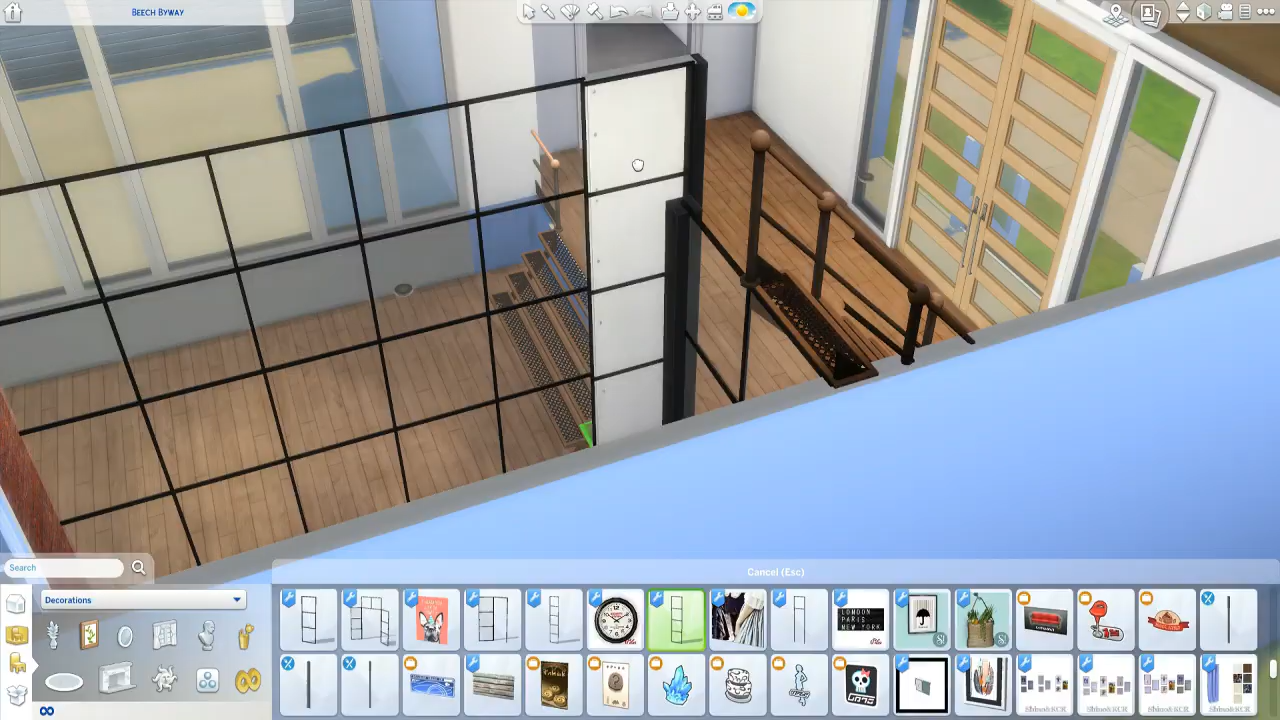 BEECH BYWAY
Search
Cancel (Esc)
Decorations
LONDON
PARIS
NEW YORK